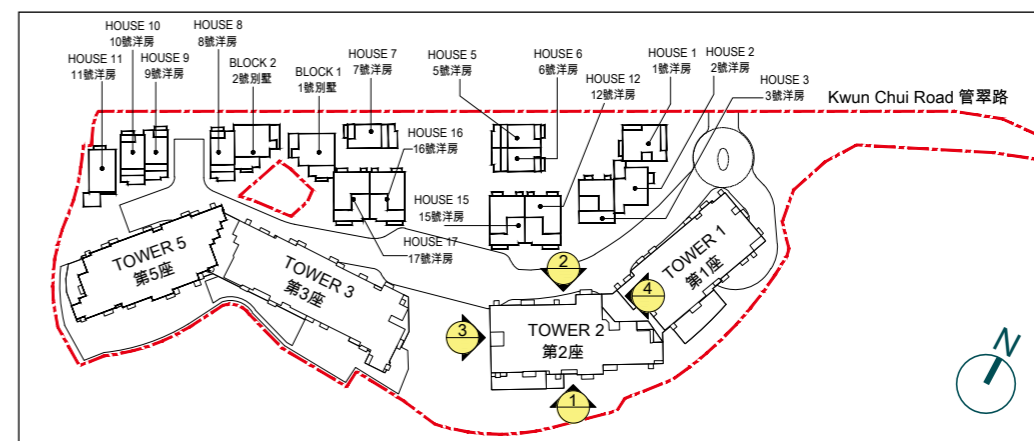 HOUSE 10
10號洋房
HOUSE 8
8號洋房
HOUSE 11
11號洋房
HOUSE 9
9號洋房
BLOCK 2
2號別墅
BLOCK 1
1號別墅
HOUSE 7
7號洋房
HOUSE 5
5號洋房
HOUSE 6
6號洋房
HOUSE 12
12號洋房
HOUSE 1
1號洋房
HOUSE 2
2號洋房
HOUSE 3
3號洋房
Kwun Chui Road 管翠路
HOUSE 16
16號洋房
HOUSE 15
15號洋房
HOUSE 17
17號洋房
TOWER 5
第5座
TOWER 3
第3座
TOWER 1
第1座
TOWER 2
第2座
2
4
3
1
N